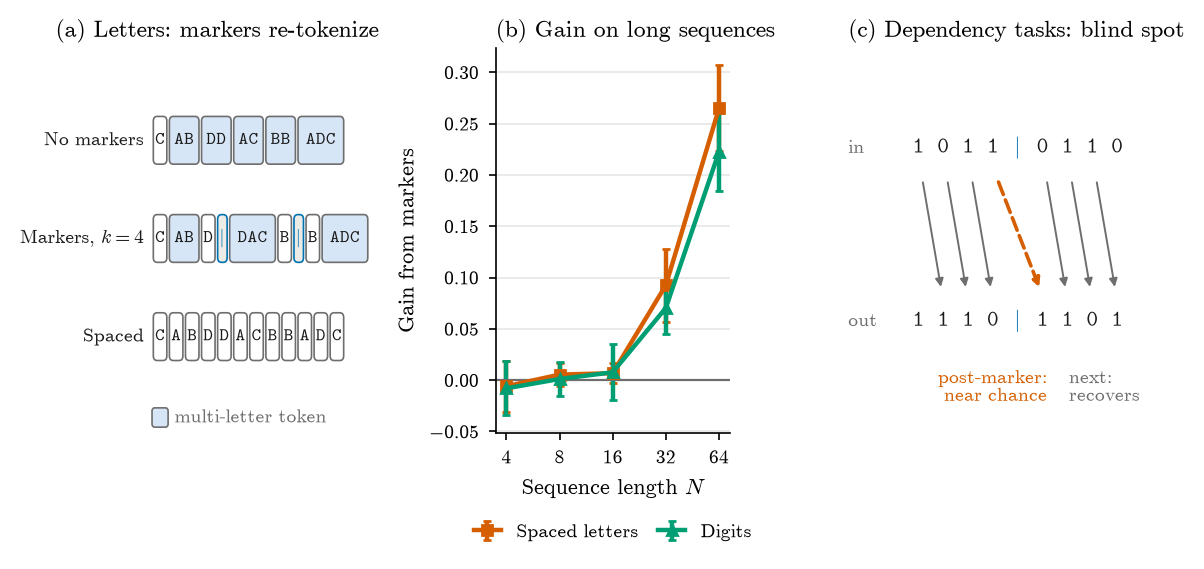 (a) Letters: markers re-tokenize
No markers C AB DD AC BB ADC
Markers, k = 4 C AB D | DAC B | B ADC
Spaced C A B D D A C B B A D C
multi-letter token
(b) Gain on long sequences
Gain from markers
0.30
0.25
0.20
0.15
0.10
0.05
0.00
−0.05
4 8 16 32 64
Sequence length N
Spaced letters Digits
(c) Dependency tasks: blind spot
in 1 0 1 1 | 0 1 1 0
out 1 1 1 0 | 1 1 0 1
post-marker:
near chance
next:
recovers